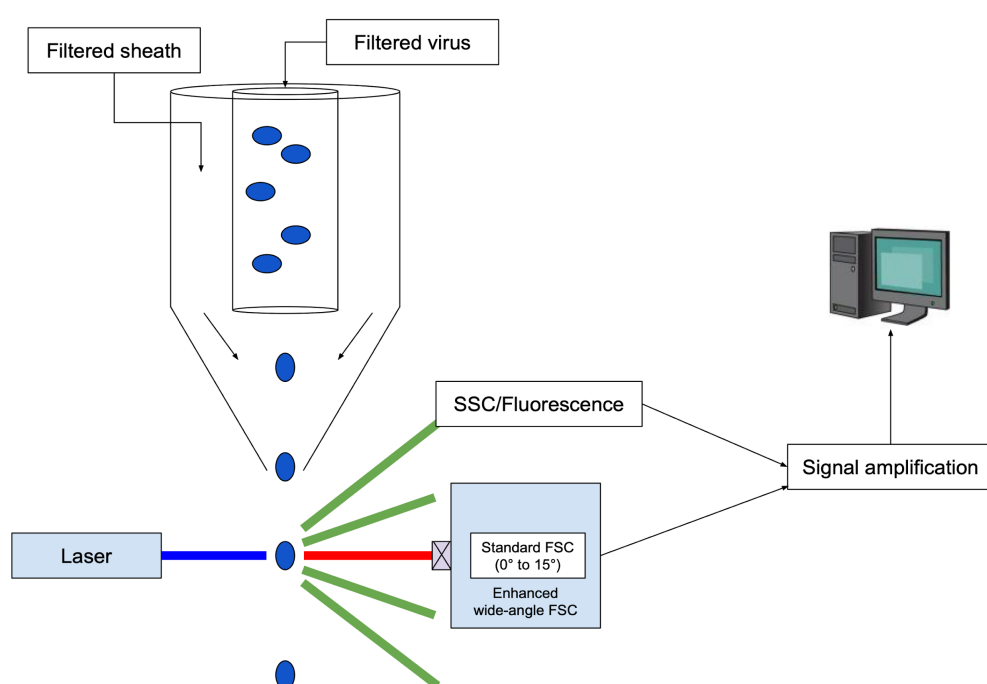 Filtered virus
Filtered sheath
SSC/Fluorescence
Signal amplification
Laser
Standard FSC
(0° to 15°)
Enhanced
wide-angle FSC